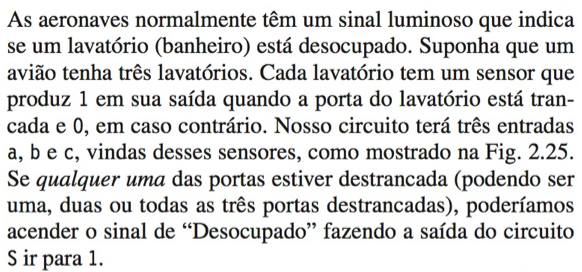 As aeronaves normalmente têm um sinal luminoso que indica
se um lavatório (banheiro) está desocupado. Suponha que um
avião tenha três lavatórios. Cada lavatório tem um sensor que
produz 1 em sua saída quando a porta do lavatório está tran-
cada e 0, em caso contrário. Nosso circuito terá três entradas
a, b e c, vindas desses sensores, como mostrado na Fig. 2.25.
Se qualquer uma das portas estiver destrancada (podendo ser
uma, duas ou todas as três portas destrancadas), poderíamos
acender o sinal de “Desocupado” fazendo a saída do circuito
S ir para 1.